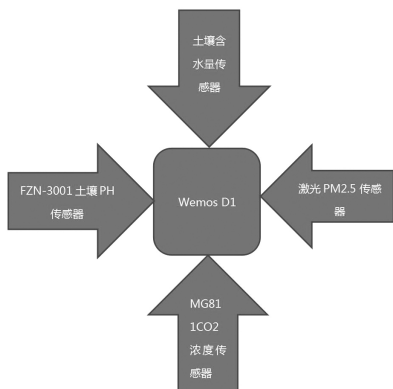 土壤含
水量传
感器
FZN-3001 土壤 PH
传感器
Wemos D1
激光 PM2.5 传感
器
MG81
1CO2
浓度传
感器